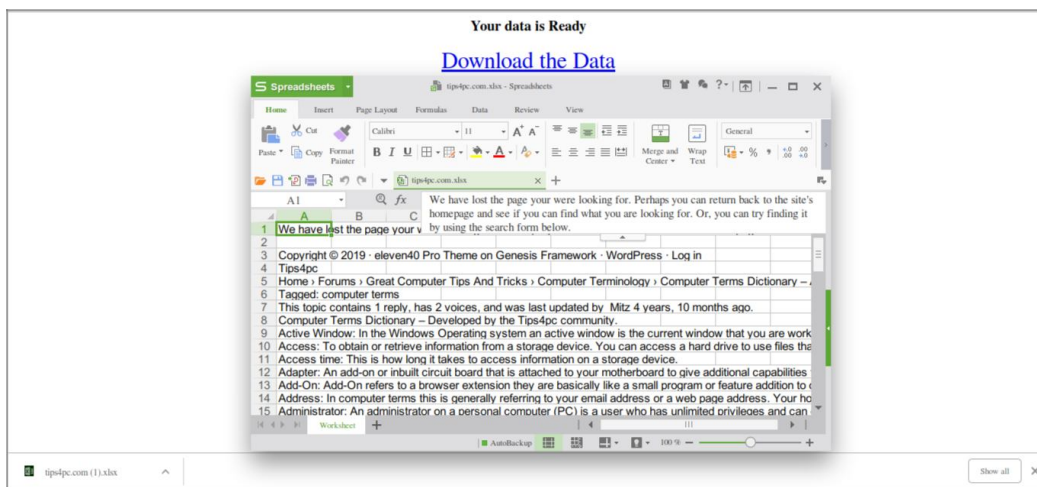 Your data is Ready
Download the Data
Spreadsheets
tips4pc.com.xlsx - Spreadsheets
Home Insert Page Layout Formulas Data Review View
Cut Calibri 11 A+ A- General
Paste Copy Format Painter B I U Merge and Center Wrap Text
tips4pc.com.xlsx
A1 fx We have lost the page your were looking for. Perhaps you can return back to the site's
homepage and see if you can find what you are looking for. Or, you can try finding it
by using the search form below.
A B C
1 We have lost the page your
2
3 Copyright © 2019 · eleven40 Pro Theme on Genesis Framework · WordPress · Log in
4 Tips4pc
5 Home › Forums › Great Computer Tips And Tricks › Computer Terminology › Computer Terms Dictionary –
6 Tagged: computer terms
7 This topic contains 1 reply, has 2 voices, and was last updated by Mitz 4 years, 10 months ago.
8 Computer Terms Dictionary – Developed by the Tips4pc community.
9 Active Window: In the Windows Operating system an active window is the current window that you are work
10 Access: To obtain or retrieve information from a storage device. You can access a hard drive to use files tha
11 Access time: This is how long it takes to access information on a storage device.
12 Adapter: An add-on or inbuilt circuit board that is attached to your motherboard to give additional capabilities
13 Add-On: Add-On refers to a browser extension they are basically like a small program or feature addition to
14 Address: In computer terms this is generally referring to your email address or a web page address. Your ho
15 Administrator: An administrator on a personal computer (PC) is a user who has unlimited privileges and can
Worksheet
AutoBackup 100 %
tips4pc.com (1).xlsx Show all